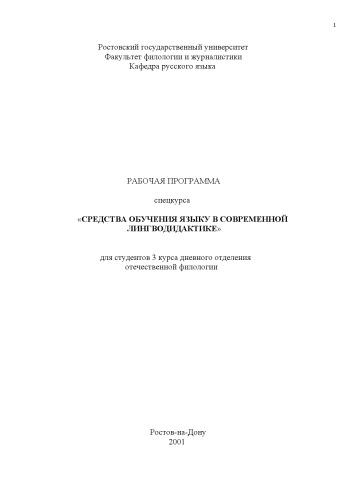 1
Ростовский государственный университет
Факультет филологии и журналистики
Кафедра русского языка
РАБОЧАЯ ПРОГРАММА
спецкурса
«СРЕДСТВА ОБУЧЕНИЯ ЯЗЫКУ В СОВРЕМЕННОЙ
ЛИНГВОДИДАКТИКЕ»
для студентов 3 курса дневного отделения
отечественной филологии
Ростов-на-Дону
2001